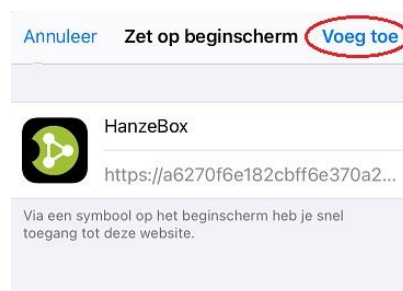 Annuleer Zet op beginscherm Voeg toe
HanzeBox
https://a6270f6e182cbff6e370a2...
Via een symbool op het beginscherm heb je snel
toegang tot deze website.